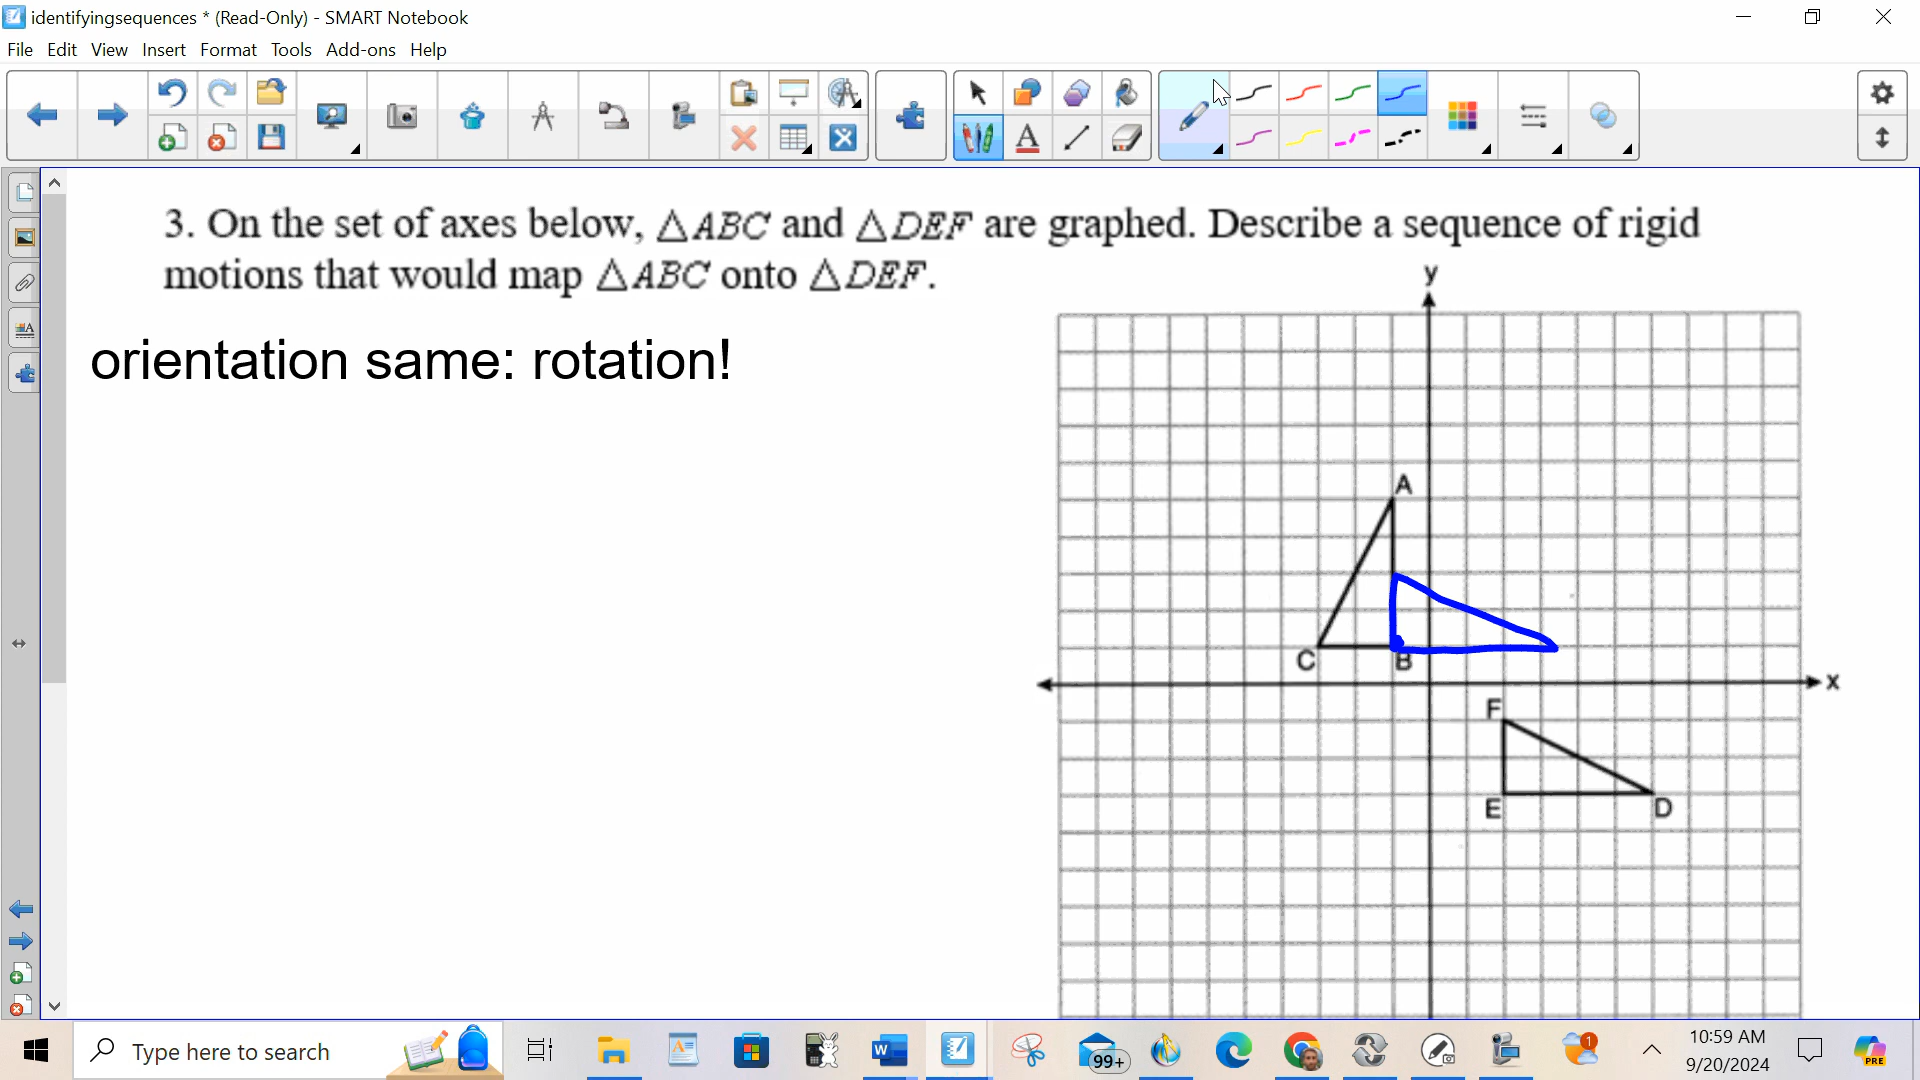 identifyingsequences * (Read-Only) - SMART Notebook
File Edit View Insert Format Tools Add-ons Help
3. On the set of axes below, △ABC and △DEF are graphed. Describe a sequence of rigid
motions that would map △ABC onto △DEF.
orientation same: rotation!
y
A
C B
x
F
E D
Type here to search
99+
1
10:59 AM
9/20/2024
PRE